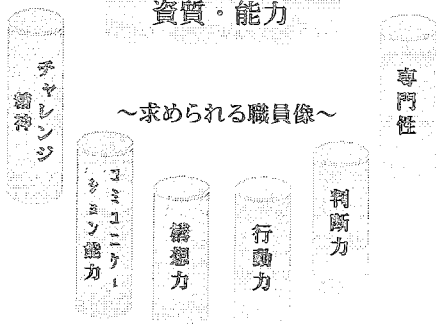 資質・能力
～求められる職員像～
チャレンジ
精神
コミュニケー
ション能力
構想力
行動力
判断力
専門性